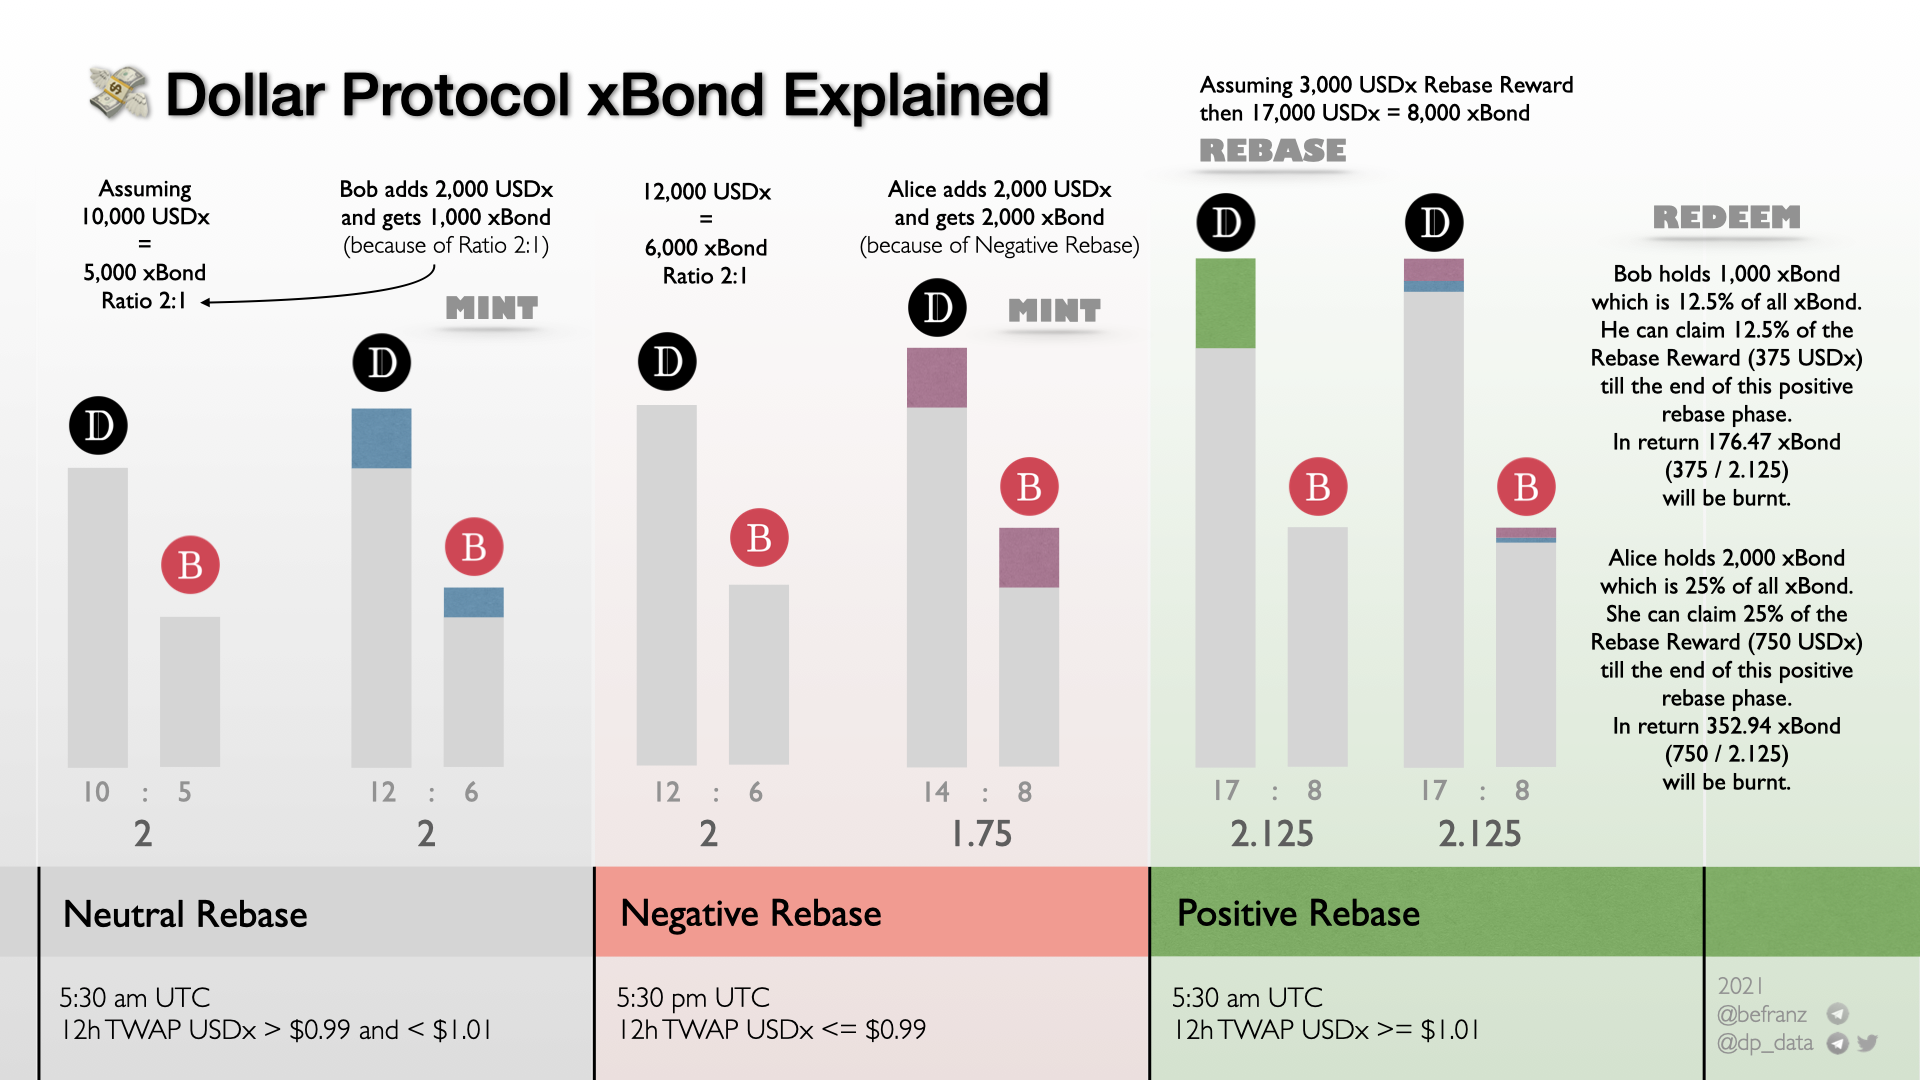 Dollar Protocol xBond Explained
Assuming
10,000 USDx
=
5,000 xBond
Ratio 2:1
Bob adds 2,000 USDx
and gets 1,000 xBond
(because of Ratio 2:1)
MINT
D
B
D
B
10 : 5
2
12 : 6
2
12,000 USDx
=
6,000 xBond
Ratio 2:1
Alice adds 2,000 USDx
and gets 2,000 xBond
(because of Negative Rebase)
MINT
D
B
D
B
12 : 6
2
14 : 8
1.75
Assuming 3,000 USDx Rebase Reward
then 17,000 USDx = 8,000 xBond
REBASE
D
B
D
B
17 : 8
2.125
17 : 8
2.125
REDEEM
Bob holds 1,000 xBond
which is 12.5% of all xBond.
He can claim 12.5% of the
Rebase Reward (375 USDx)
till the end of this positive
rebase phase.
In return 176.47 xBond
(375 / 2.125)
will be burnt.
Alice holds 2,000 xBond
which is 25% of all xBond.
She can claim 25% of the
Rebase Reward (750 USDx)
till the end of this positive
rebase phase.
In return 352.94 xBond
(750 / 2.125)
will be burnt.
Neutral Rebase
5:30 am UTC
12h TWAP USDx > $0.99 and < $1.01
Negative Rebase
5:30 pm UTC
12h TWAP USDx <= $0.99
Positive Rebase
5:30 am UTC
12h TWAP USDx >= $1.01
2021
@befranz
@dp_data